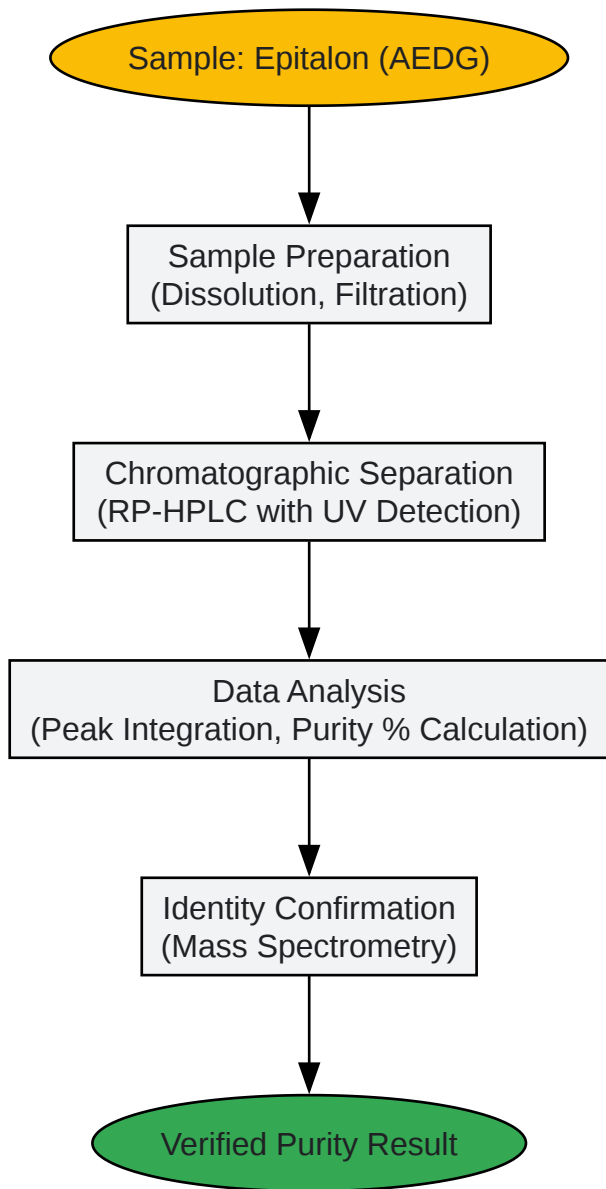 Sample: Epitalon (AEDG)
Sample Preparation
(Dissolution, Filtration)
Chromatographic Separation
(RP-HPLC with UV Detection)
Data Analysis
(Peak Integration, Purity % Calculation)
Identity Confirmation
(Mass Spectrometry)
Verified Purity Result